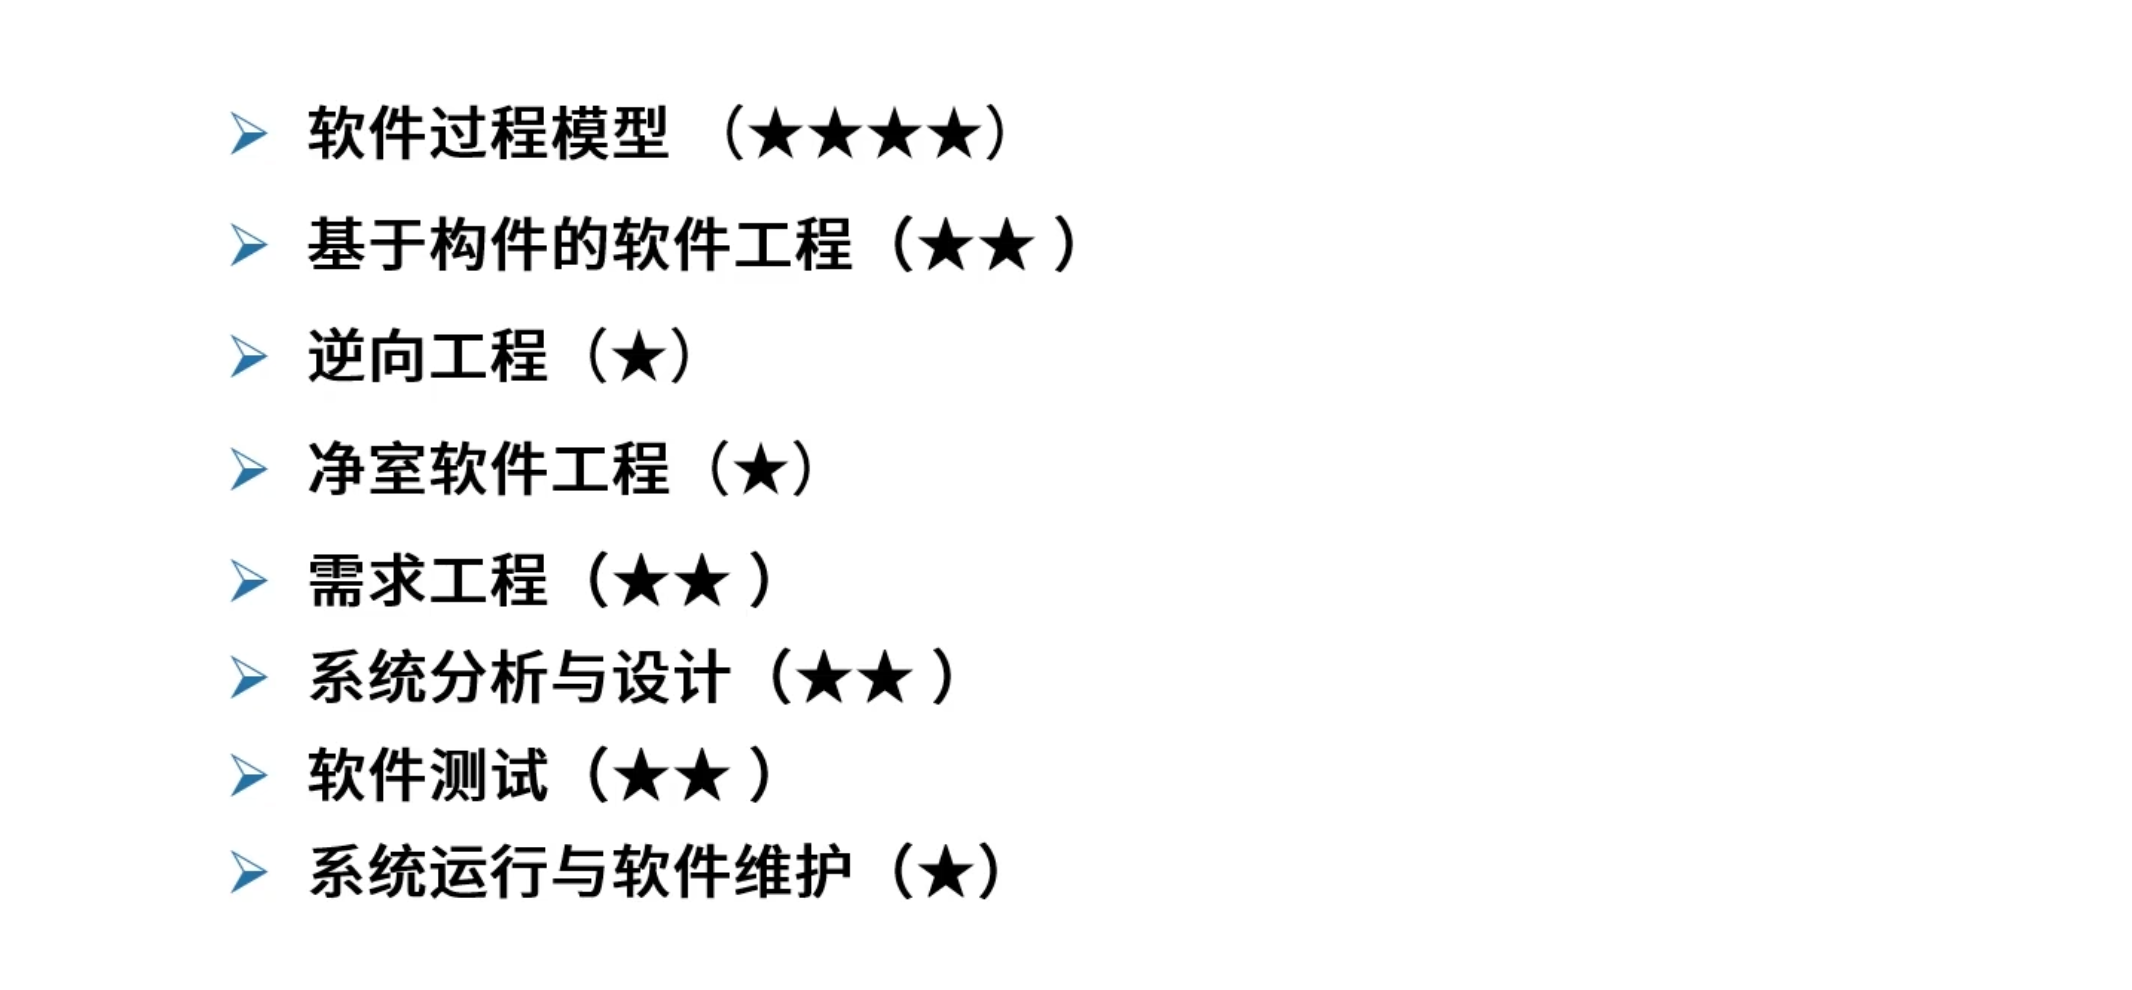 ➢ 软件过程模型 （★★★★）
➢ 基于构件的软件工程（★★ ）
➢ 逆向工程（★）
➢ 净室软件工程（★）
➢ 需求工程（★★ ）
➢ 系统分析与设计（★★ ）
➢ 软件测试（★★ ）
➢ 系统运行与软件维护（★）